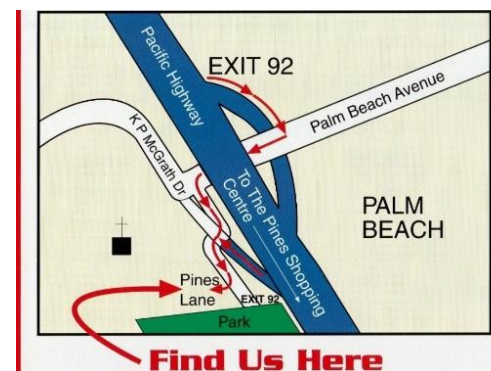 Pacific Highway
EXIT 92
Palm Beach Avenue
K P McGrath Dr
To The Pines Shopping
Centre
PALM
BEACH
Pines
Lane
EXIT 92
Park
Find Us Here